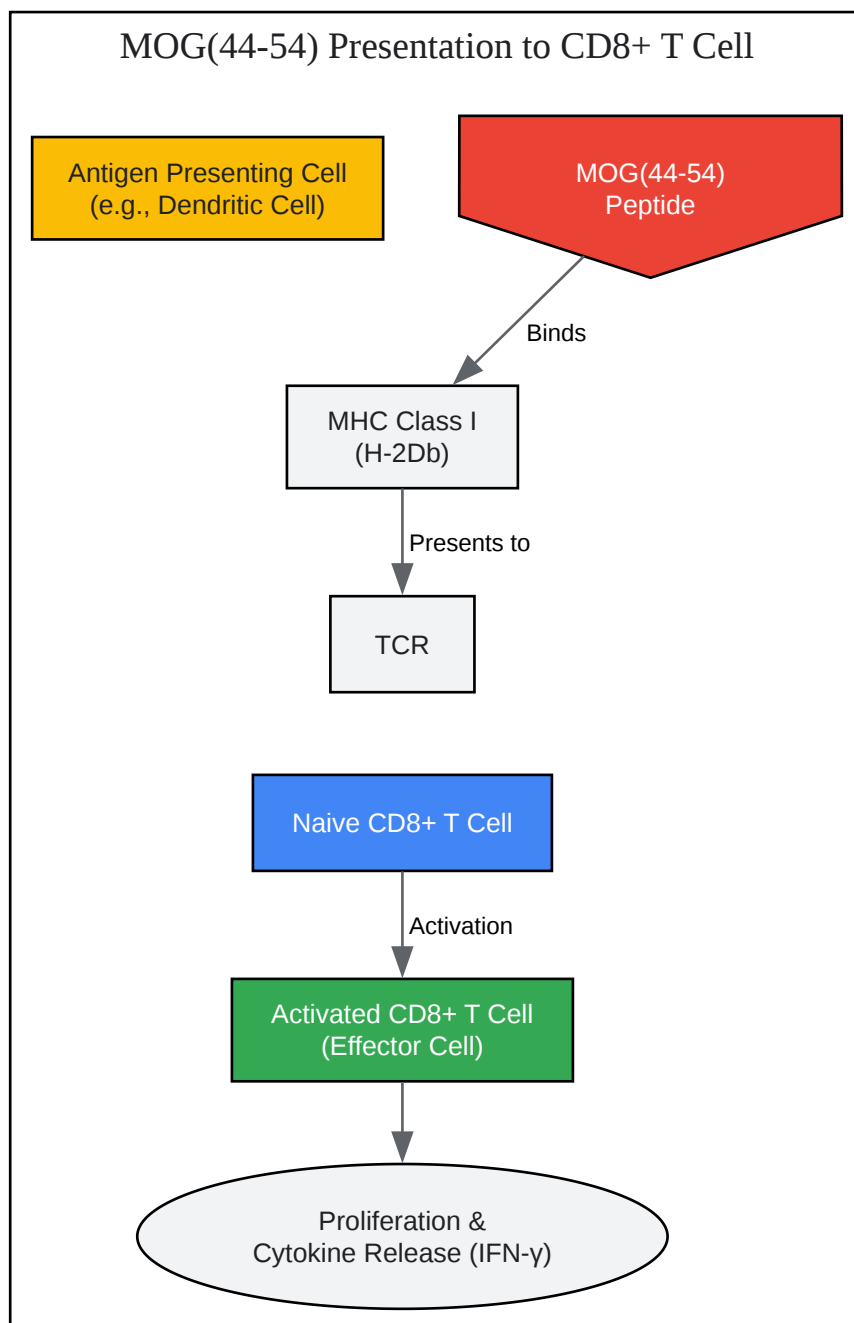 MOG(44-54) Presentation to CD8+ T Cell
Antigen Presenting Cell
(e.g., Dendritic Cell)
MOG(44-54)
Peptide
Binds
MHC Class I
(H-2Db)
Presents to
TCR
Naive CD8+ T Cell
Activation
Activated CD8+ T Cell
(Effector Cell)
Proliferation &
Cytokine Release (IFN-γ)